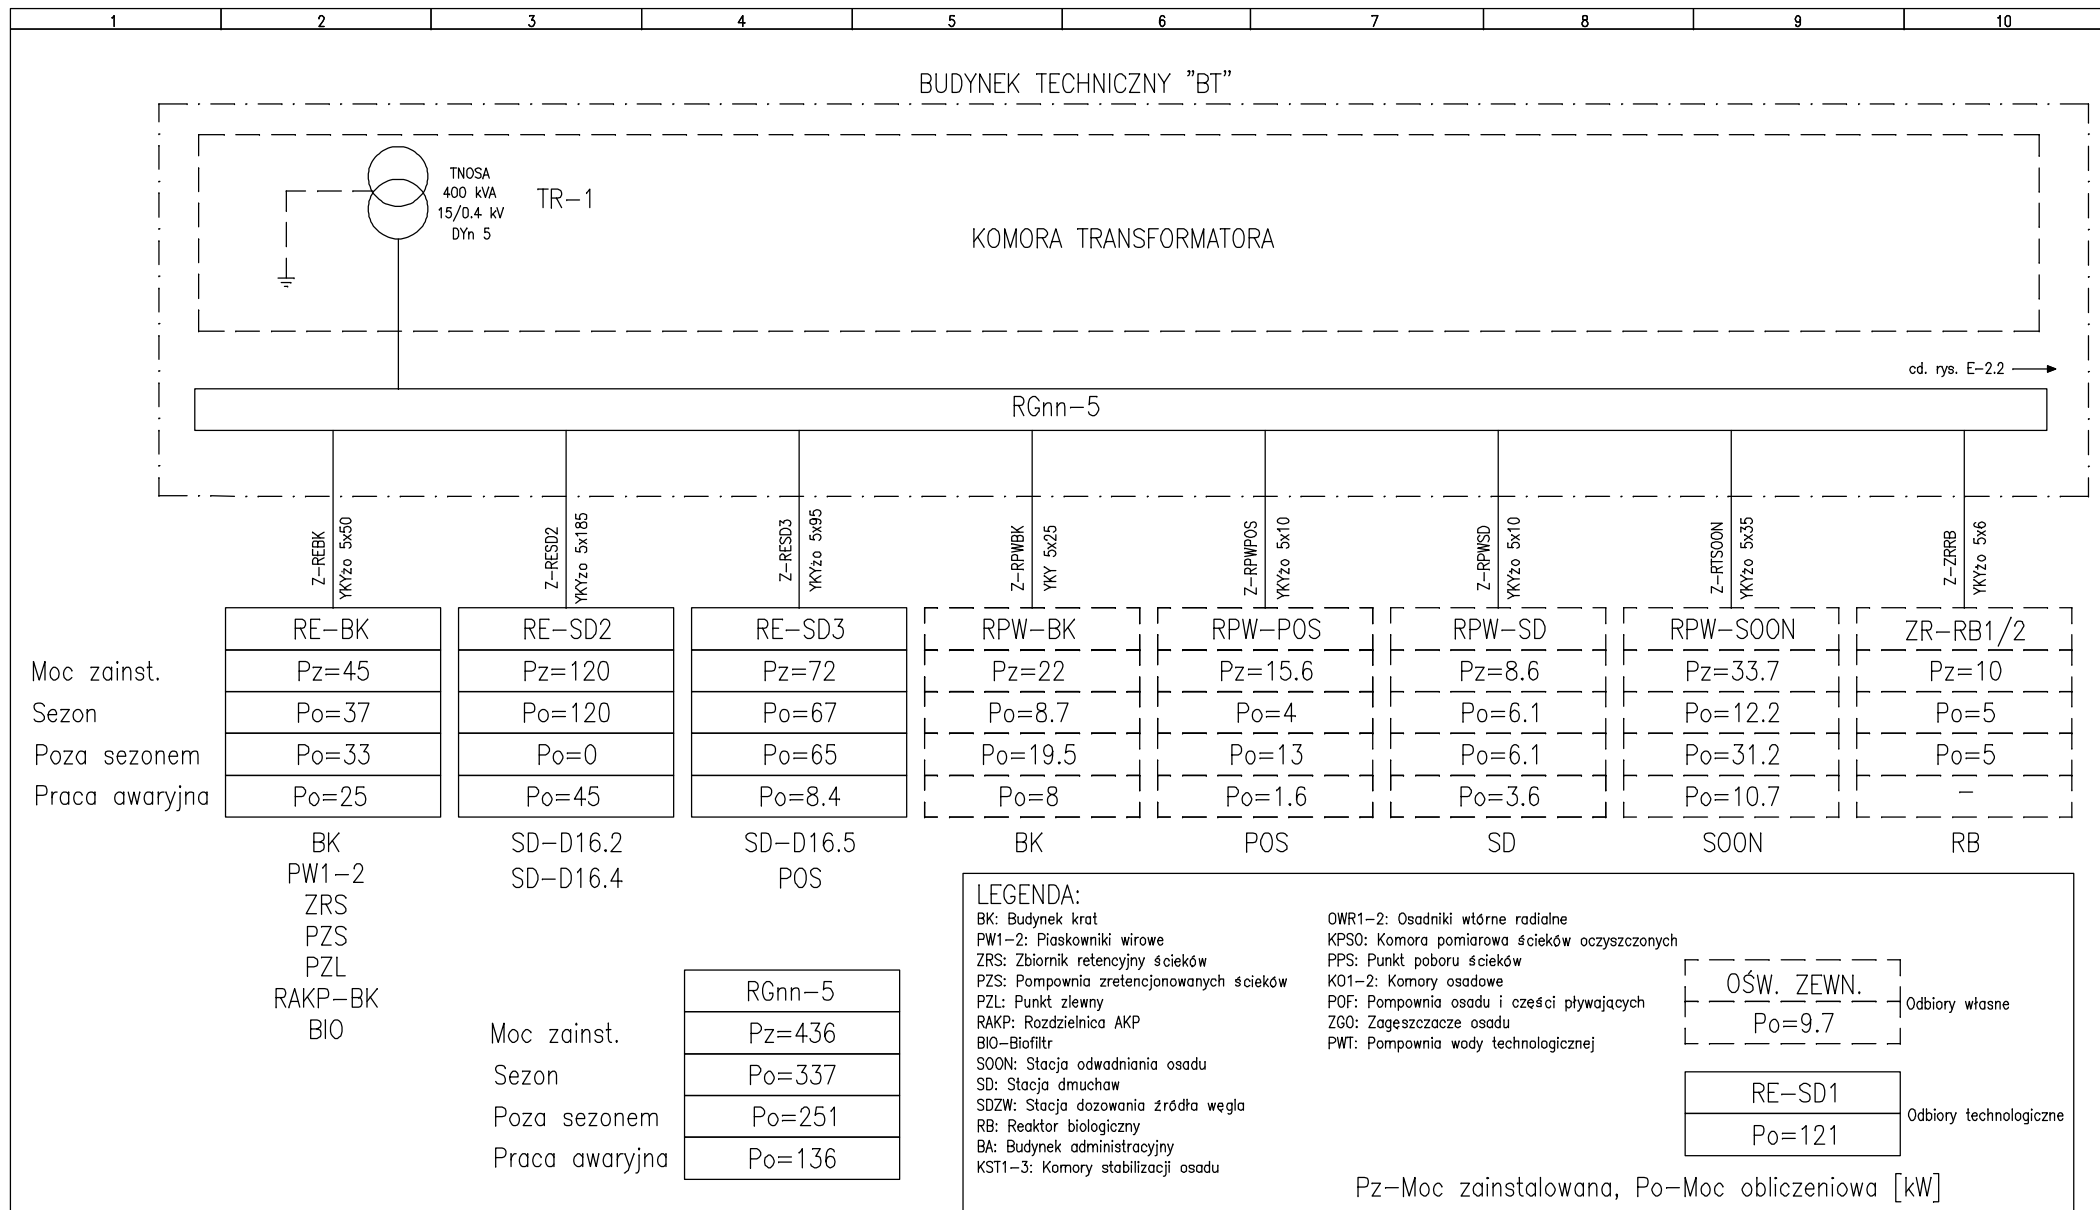 1 2 3 4 5 6 7 8 9 10
BUDYNEK TECHNICZNY "BT"
TNOSA
400 kVA
15/0.4 kV
DYn 5
TR-1
KOMORA TRANSFORMATORA
cd. rys. E-2.2
RGnn-5
Z-REBK
YKYżo 5x50
Z-RESD2
YKYżo 5x185
Z-RESD3
YKYżo 5x95
Z-RPWBK
YKY 5x25
Z-RPWPOS
YKYżo 5x10
Z-RPWSD
YKYżo 5x10
Z-RTSOON
YKYżo 5x35
Z-ZRRB
YKYżo 5x6
RE-BK RE-SD2 RE-SD3 RPW-BK RPW-POS RPW-SD RPW-SOON ZR-RB1/2
Moc zainst. Pz=45 Pz=120 Pz=72 Pz=22 Pz=15.6 Pz=8.6 Pz=33.7 Pz=10
Sezon Po=37 Po=120 Po=67 Po=8.7 Po=4 Po=6.1 Po=12.2 Po=5
Poza sezonem Po=33 Po=0 Po=65 Po=19.5 Po=13 Po=6.1 Po=31.2 Po=5
Praca awaryjna Po=25 Po=45 Po=8.4 Po=8 Po=1.6 Po=3.6 Po=10.7 -
BK SD-D16.2 SD-D16.5 BK POS SD SOON RB
PW1-2 SD-D16.4 POS
ZRS
PZS
PZL
RAKP-BK
BIO
RGnn-5
Moc zainst. Pz=436
Sezon Po=337
Poza sezonem Po=251
Praca awaryjna Po=136
LEGENDA:
BK: Budynek krat
PW1-2: Piaskowniki wirowe
ZRS: Zbiornik retencyjny ścieków
PZS: Pompownia zretencjonowanych ścieków
PZL: Punkt zlewny
RAKP: Rozdzielnica AKP
BIO-Biofiltr
SOON: Stacja odwadniania osadu
SD: Stacja dmuchaw
SDZW: Stacja dozowania źródła węgla
RB: Reaktor biologiczny
BA: Budynek administracyjny
KST1-3: Komory stabilizacji osadu
OWR1-2: Osadniki wtórne radialne
KPSO: Komora pomiarowa ścieków oczyszczonych
PPS: Punkt poboru ścieków
KO1-2: Komory osadowe
POF: Pompownia osadu i części pływających
ZGO: Zagęszczacze osadu
PWT: Pompownia wody technologicznej
OŚW. ZEWN.
Po=9.7
Odbiory własne
RE-SD1
Po=121
Odbiory technologiczne
Pz-Moc zainstalowana, Po-Moc obliczeniowa [kW]